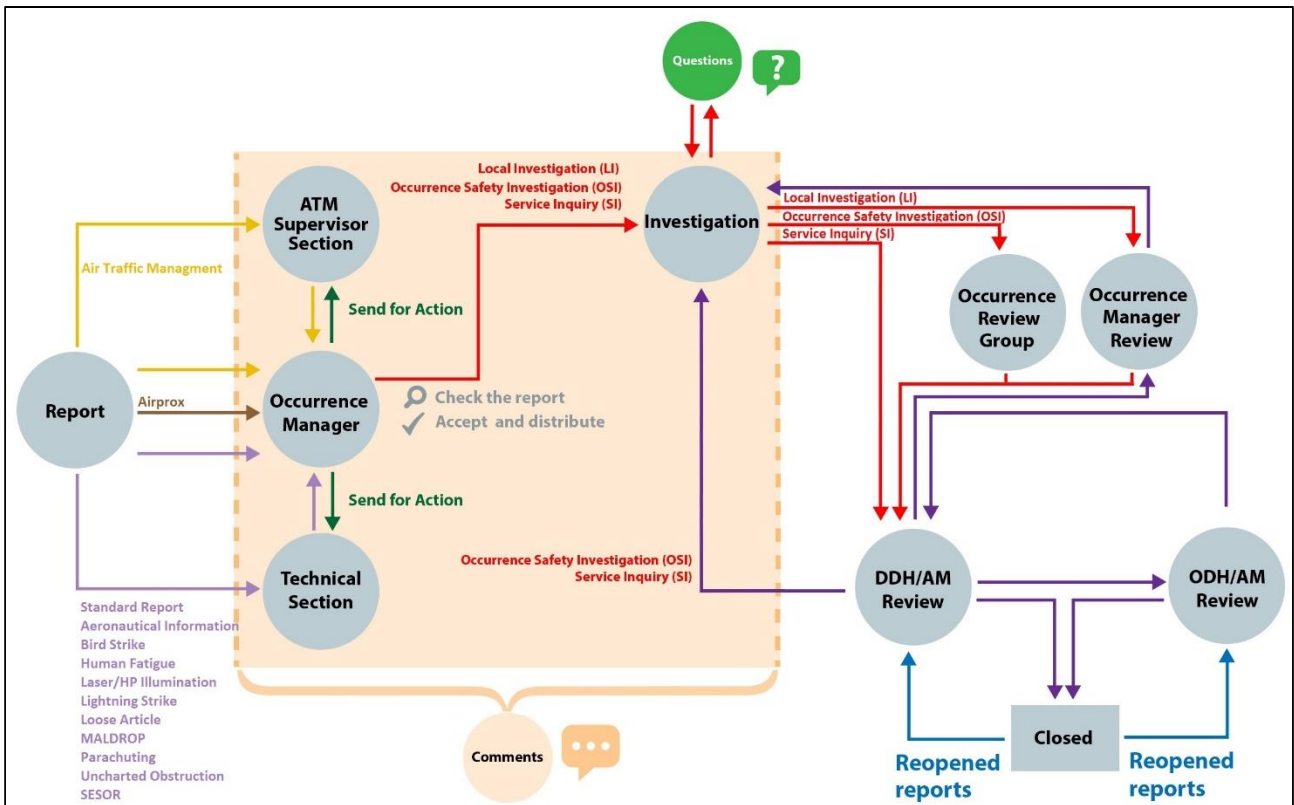 Questions
?
Local Investigation (LI)
Occurrence Safety Investigation (OSI)
Service Inquiry (SI)
ATM
Supervisor
Section
Investigation
Local Investigation (LI)
Occurrence Safety Investigation (OSI)
Service Inquiry (SI)
Air Traffic Managment
Send for Action
Occurrence
Review
Group
Occurrence
Manager
Review
Report
Airprox
Occurrence
Manager
Check the report
Accept and distribute
Send for Action
Technical
Section
Occurrence Safety Investigation (OSI)
Service Inquiry (SI)
DDH/AM
Review
ODH/AM
Review
Standard Report
Aeronautical Information
Bird Strike
Human Fatigue
Laser/HP Illumination
Lightning Strike
Loose Article
MALDROP
Parachuting
Uncharted Obstruction
SESOR
Comments
Closed
Reopened
reports
Reopened
reports